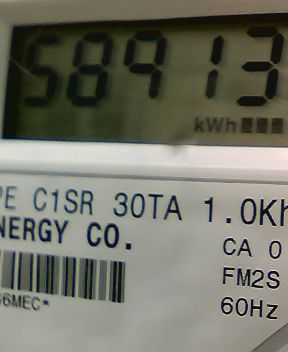 58913
kWh
PE C1SR 30TA 1.0Kh
NERGY CO.
CA 0
FM2S
60Hz